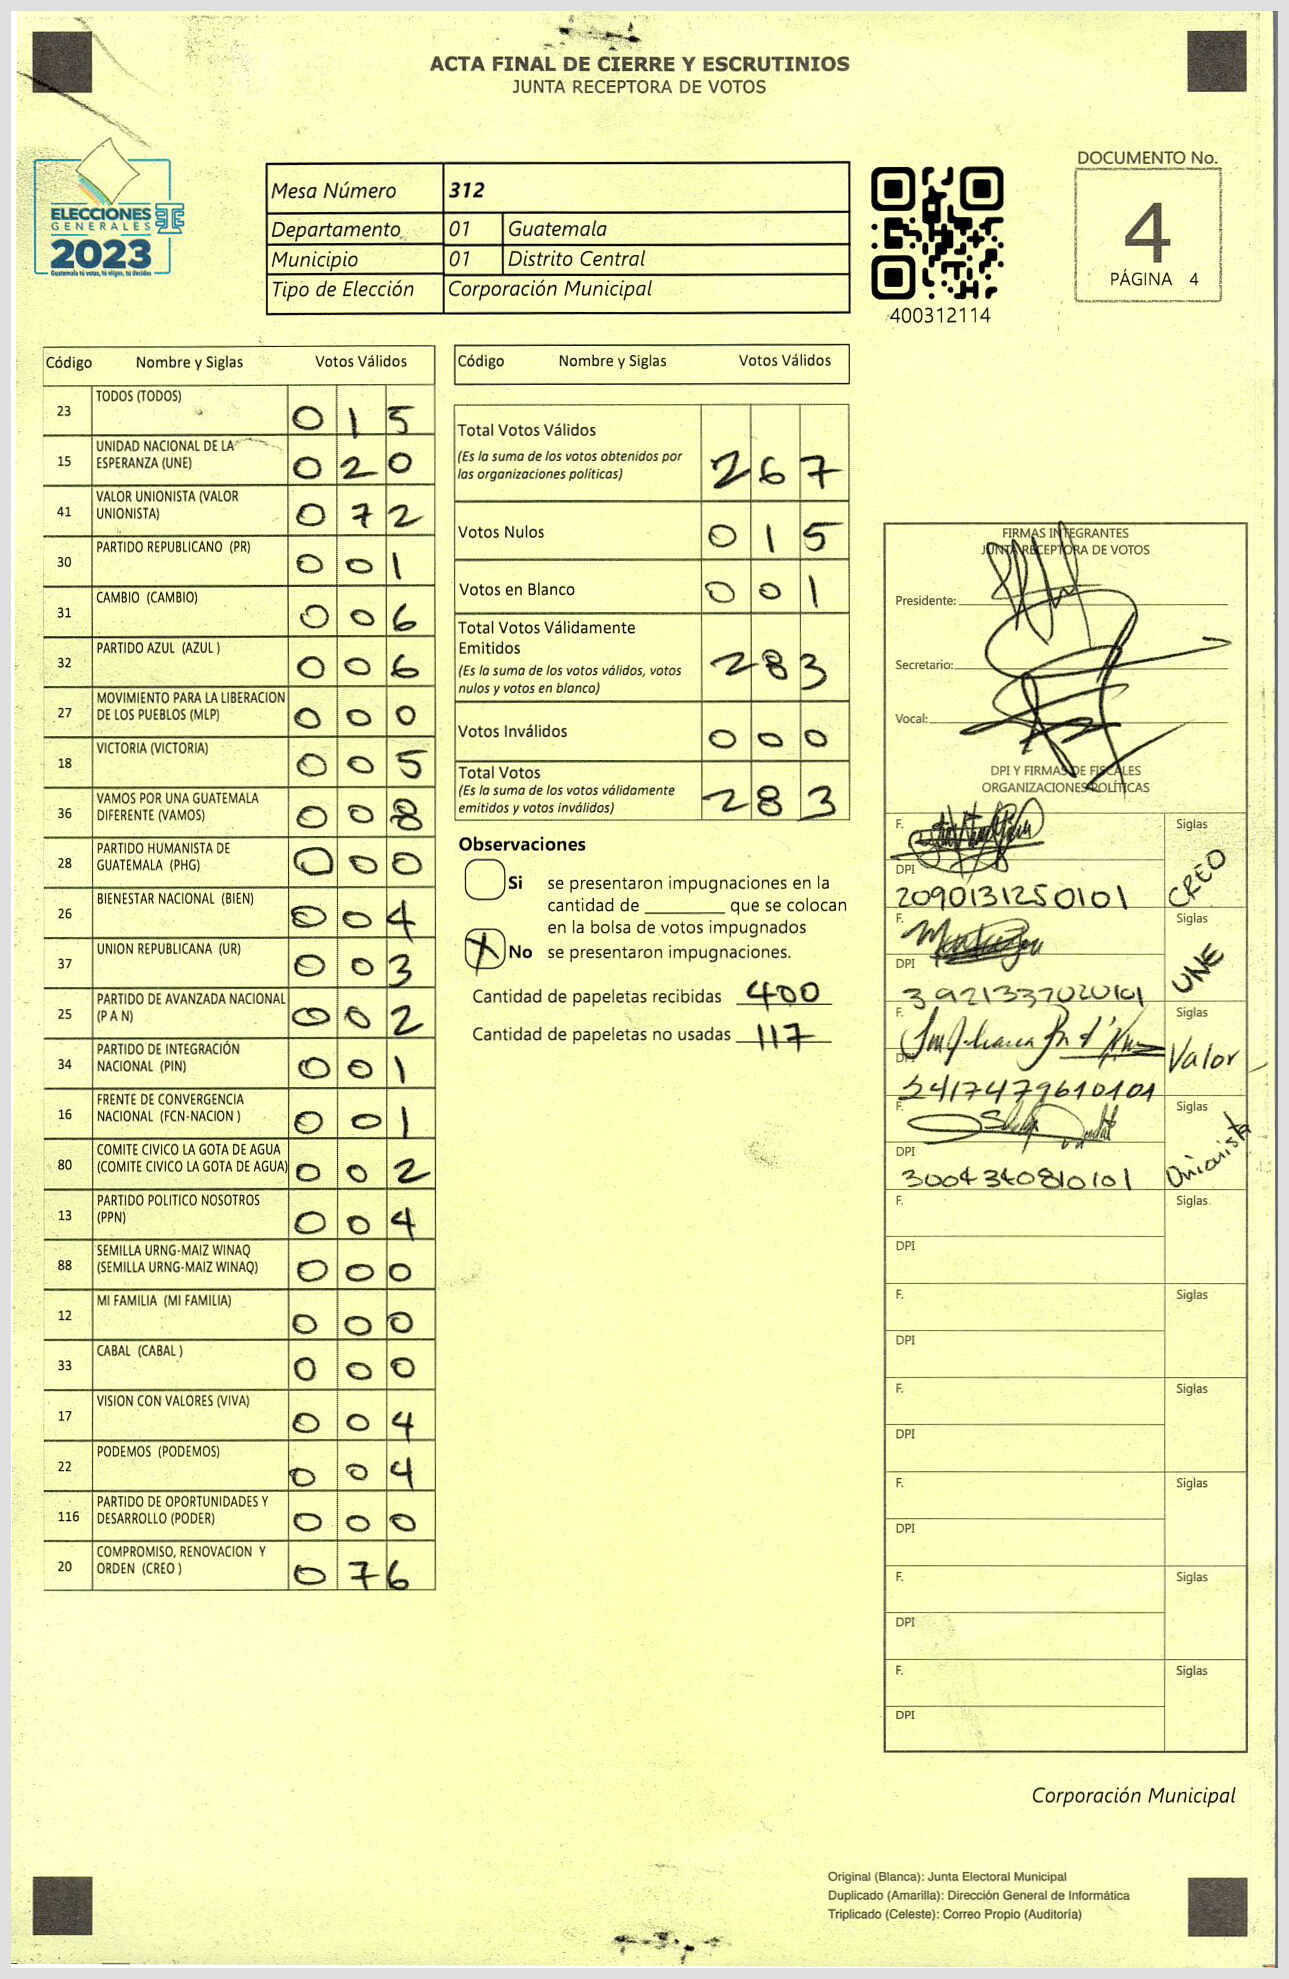 ACTA FINAL DE CIERRE Y ESCRUTINIOS
JUNTA RECEPTORA DE VOTOS
ELECCIONES
GENERALES
2023
Guatemala tú votas, tú eliges, tú decides
Mesa Número 312
Departamento 01 Guatemala
Municipio 01 Distrito Central
Tipo de Elección Corporación Municipal
400312114
DOCUMENTO No.
4
PÁGINA 4
Código Nombre y Siglas Votos Válidos
23 TODOS (TODOS) 0 1 5
15 UNIDAD NACIONAL DE LA
ESPERANZA (UNE) 0 2 0
41 VALOR UNIONISTA (VALOR
UNIONISTA) 0 7 2
30 PARTIDO REPUBLICANO (PR) 0 0 1
31 CAMBIO (CAMBIO) 0 0 6
32 PARTIDO AZUL (AZUL ) 0 0 6
27 MOVIMIENTO PARA LA LIBERACION
DE LOS PUEBLOS (MLP) 0 0 0
18 VICTORIA (VICTORIA) 0 0 5
36 VAMOS POR UNA GUATEMALA
DIFERENTE (VAMOS) 0 0 8
28 PARTIDO HUMANISTA DE
GUATEMALA (PHG) 0 0 0
26 BIENESTAR NACIONAL (BIEN) 0 0 4
37 UNION REPUBLICANA (UR) 0 0 3
25 PARTIDO DE AVANZADA NACIONAL
(P A N) 0 0 2
34 PARTIDO DE INTEGRACIÓN
NACIONAL (PIN) 0 0 1
16 FRENTE DE CONVERGENCIA
NACIONAL (FCN-NACION ) 0 0 1
80 COMITE CIVICO LA GOTA DE AGUA
(COMITE CIVICO LA GOTA DE AGUA) 0 0 2
13 PARTIDO POLITICO NOSOTROS
(PPN) 0 0 4
88 SEMILLA URNG-MAIZ WINAQ
(SEMILLA URNG-MAIZ WINAQ) 0 0 0
12 MI FAMILIA (MI FAMILIA) 0 0 0
33 CABAL (CABAL ) 0 0 0
17 VISION CON VALORES (VIVA) 0 0 4
22 PODEMOS (PODEMOS) 0 0 4
116 PARTIDO DE OPORTUNIDADES Y
DESARROLLO (PODER) 0 0 0
20 COMPROMISO, RENOVACION Y
ORDEN (CREO ) 0 7 6
Código Nombre y Siglas Votos Válidos
Total Votos Válidos
(Es la suma de los votos obtenidos por
las organizaciones políticas) 2 6 7
Votos Nulos 0 1 5
Votos en Blanco 0 0 1
Total Votos Válidamente
Emitidos
(Es la suma de los votos válidos, votos
nulos y votos en blanco) 2 8 3
Votos Inválidos 0 0 0
Total Votos
(Es la suma de los votos válidamente
emitidos y votos inválidos) 2 8 3
Observaciones
Si se presentaron impugnaciones en la
cantidad de ________ que se colocan
en la bolsa de votos impugnados
X No se presentaron impugnaciones.
Cantidad de papeletas recibidas 400
Cantidad de papeletas no usadas 117
FIRMAS INTEGRANTES
JUNTA RECEPTORA DE VOTOS
Presidente:
Secretario:
Vocal:
DPI Y FIRMAS DE FISCALES
ORGANIZACIONES POLÍTICAS
F. Siglas
DPI CREO
2090131250101
F. Siglas
DPI UNE
3921337020101
F. Siglas
DPI Valor
2417479610101
F. Siglas
DPI Unionista
3004340810101
F. Siglas
DPI
F. Siglas
DPI
F. Siglas
DPI
F. Siglas
DPI
F. Siglas
DPI
F. Siglas
DPI
Corporación Municipal
Original (Blanca): Junta Electoral Municipal
Duplicado (Amarilla): Dirección General de Informática
Triplicado (Celeste): Correo Propio (Auditoría)